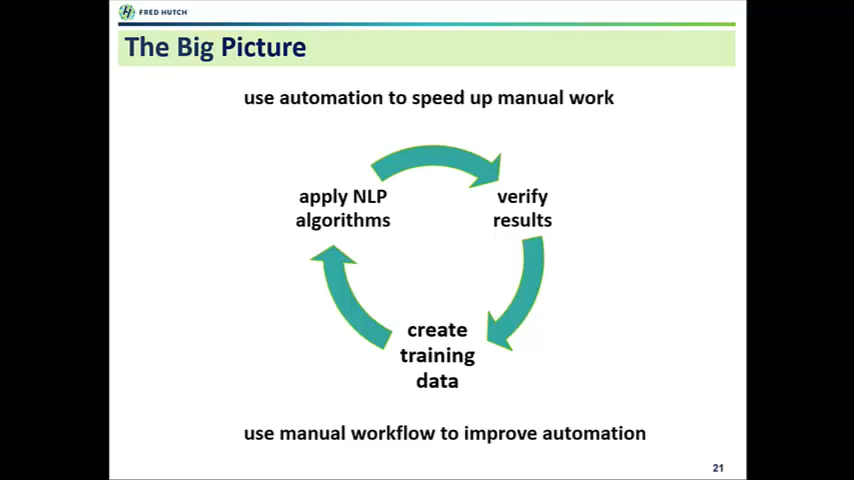 FRED HUTCH
The Big Picture
use automation to speed up manual work
apply NLP
algorithms
verify
results
create
training
data
use manual workflow to improve automation
21